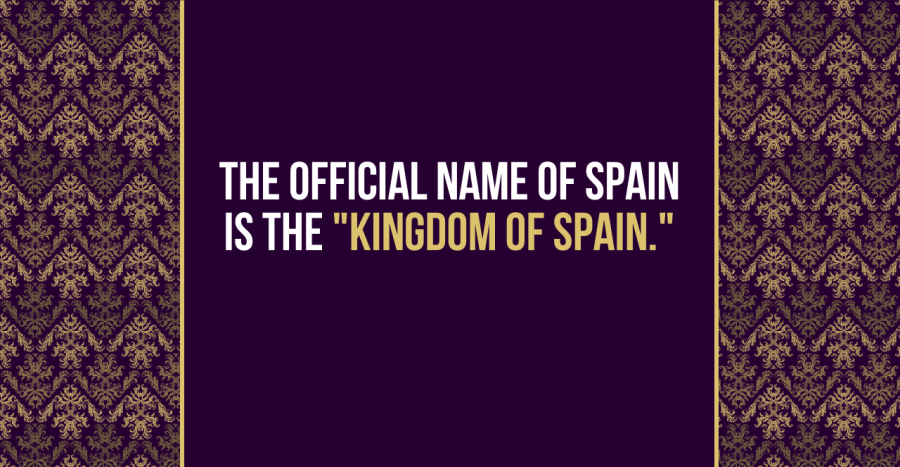 THE OFFICIAL NAME OF SPAIN
IS THE "KINGDOM OF SPAIN."